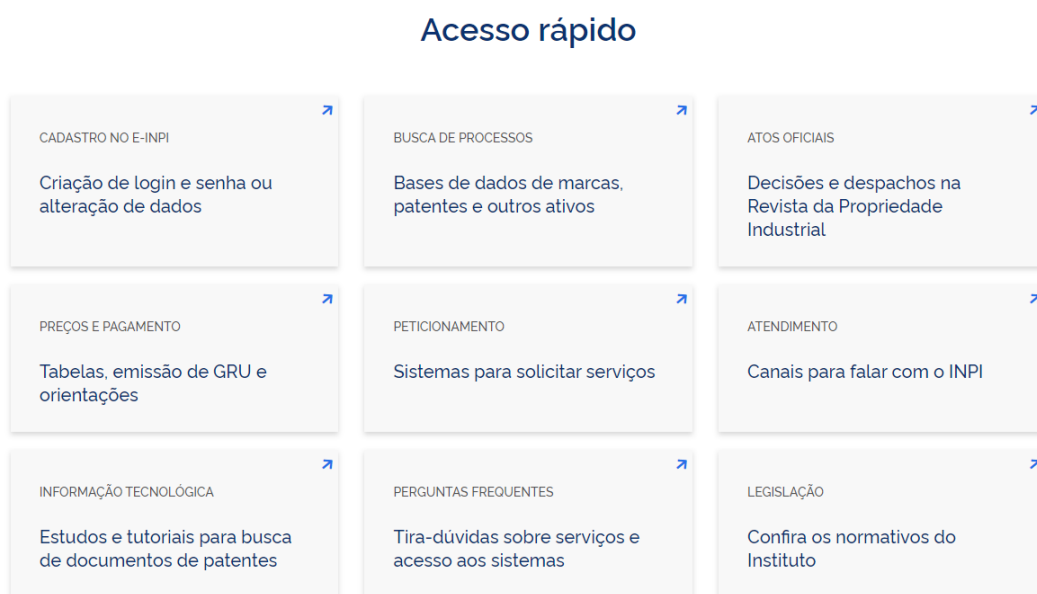 Acesso rápido
CADASTRO NO E-INPI
Criação de login e senha ou
alteração de dados
BUSCA DE PROCESSOS
Bases de dados de marcas,
patentes e outros ativos
ATOS OFICIAIS
Decisões e despachos na
Revista da Propriedade
Industrial
PREÇOS E PAGAMENTO
Tabelas, emissão de GRU e
orientações
PETICIONAMENTO
Sistemas para solicitar serviços
ATENDIMENTO
Canais para falar com o INPI
INFORMAÇÃO TECNOLÓGICA
Estudos e tutoriais para busca
de documentos de patentes
PERGUNTAS FREQUENTES
Tira-dúvidas sobre serviços e
acesso aos sistemas
LEGISLAÇÃO
Confira os normativos do
Instituto